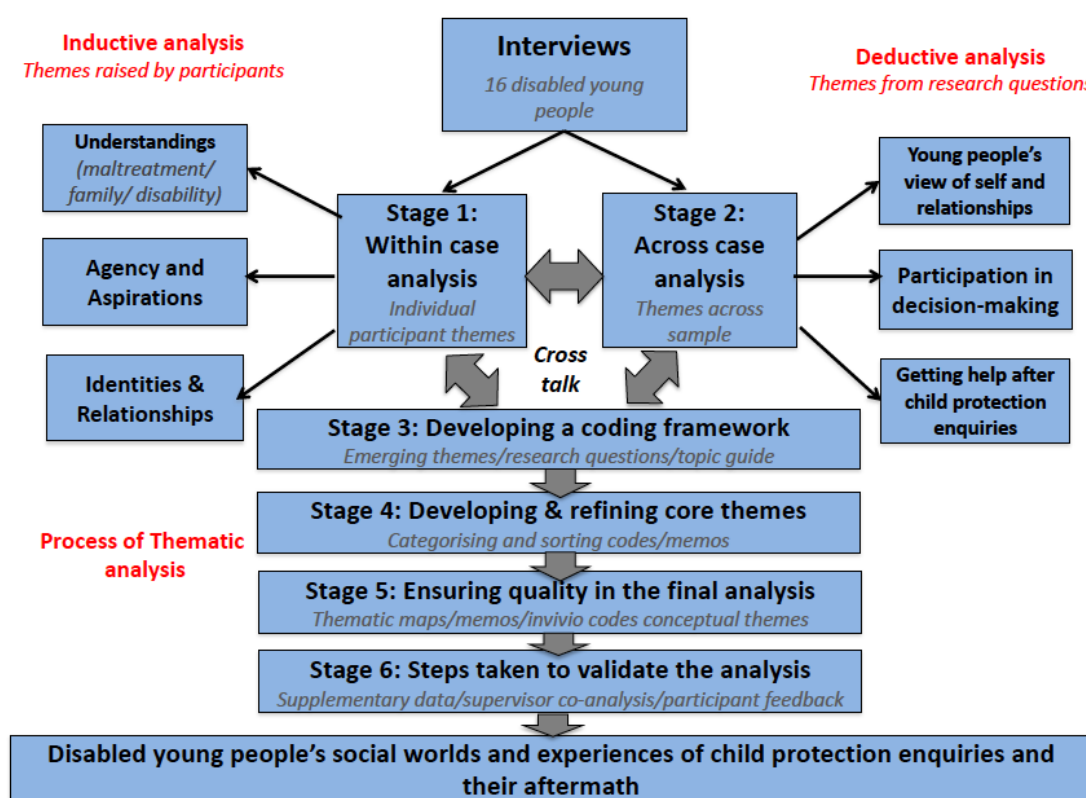 Inductive analysis
Themes raised by participants
Interviews
16 disabled young
people
Deductive analysis
Themes from research questions
Understandings
(maltreatment/
family/ disability)
Agency and
Aspirations
Identities &
Relationships
Stage 1:
Within case
analysis
Individual
participant themes
Stage 2:
Across case
analysis
Themes across
sample
Young people's
view of self and
relationships
Participation in
decision-making
Getting help after
child protection
enquiries
Cross
talk
Stage 3: Developing a coding framework
Emerging themes/research questions/topic guide
Process of Thematic
analysis
Stage 4: Developing & refining core themes
Categorising and sorting codes/memos
Stage 5: Ensuring quality in the final analysis
Thematic maps/memos/invivio codes conceptual themes
Stage 6: Steps taken to validate the analysis
Supplementary data/supervisor co-analysis/participant feedback
Disabled young people's social worlds and experiences of child protection enquiries and
their aftermath